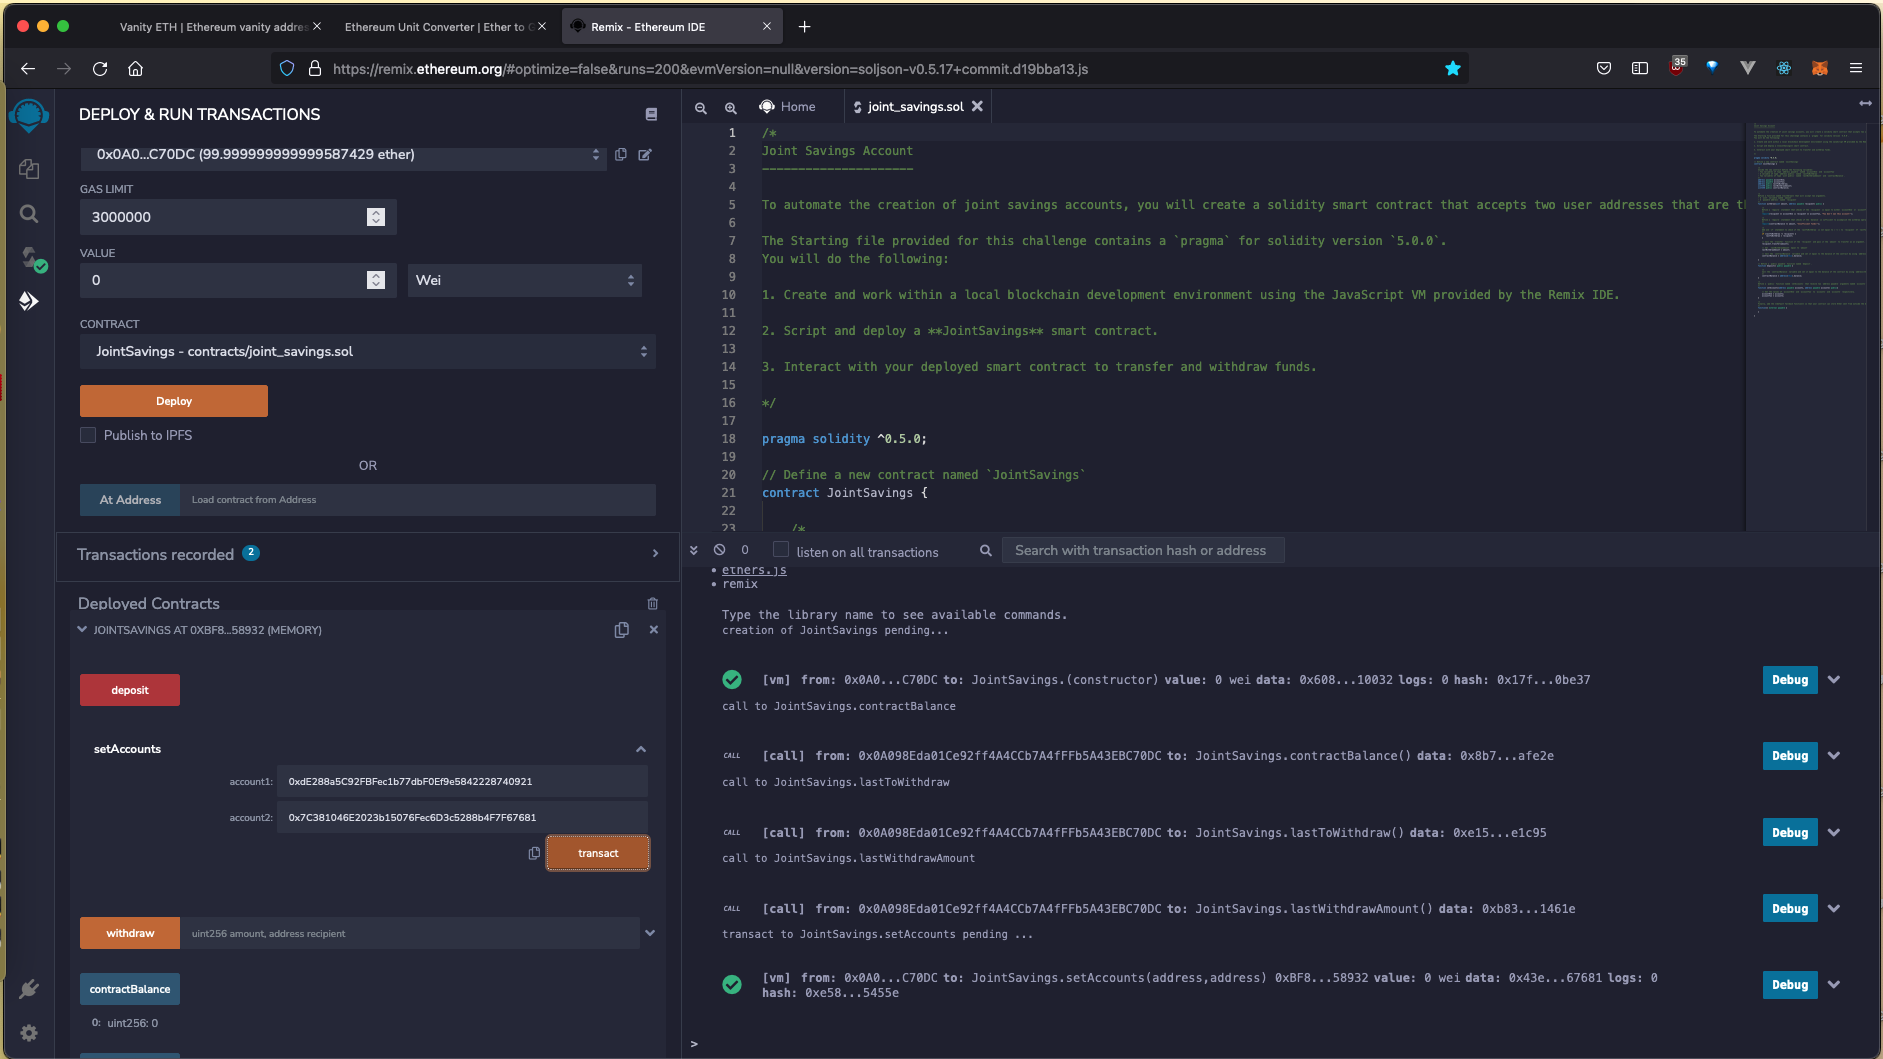 Vanity ETH | Ethereum vanity addres
Ethereum Unit Converter | Ether to G
Remix - Ethereum IDE
https://remix.ethereum.org/#optimize=false&runs=200&evmVersion=null&version=soljson-v0.5.17+commit.d19bba13.js
35
DEPLOY & RUN TRANSACTIONS
0x0A0...C70DC (99.999999999999587429 ether)
GAS LIMIT
3000000
VALUE
0
Wei
CONTRACT
JointSavings - contracts/joint_savings.sol
Deploy
Publish to IPFS
OR
At Address
Load contract from Address
Transactions recorded 2
Deployed Contracts
JOINTSAVINGS AT 0XBF8...58932 (MEMORY)
deposit
setAccounts
account1: 0xdE288a5C92FBFec1b77dbF0Ef9e5842228740921
account2: 0x7C381046E2023b15076Fec6D3c5288b4F7F67681
transact
withdraw
uint256 amount, address recipient
contractBalance
0: uint256: 0
Home
joint_savings.sol
1 /*
2 Joint Savings Account
3 ---------------------
4
5 To automate the creation of joint savings accounts, you will create a solidity smart contract that accepts two user addresses that are t
6
7 The Starting file provided for this challenge contains a `pragma` for solidity version `5.0.0`.
8 You will do the following:
9
10 1. Create and work within a local blockchain development environment using the JavaScript VM provided by the Remix IDE.
11
12 2. Script and deploy a **JointSavings** smart contract.
13
14 3. Interact with your deployed smart contract to transfer and withdraw funds.
15
16 */
17
18 pragma solidity ^0.5.0;
19
20 // Define a new contract named `JointSavings`
21 contract JointSavings {
22
23 /*
0
listen on all transactions
Search with transaction hash or address
• ethers.js
• remix
Type the library name to see available commands.
creation of JointSavings pending...
[vm] from: 0x0A0...C70DC to: JointSavings.(constructor) value: 0 wei data: 0x608...10032 logs: 0 hash: 0x17f...0be37
Debug
call to JointSavings.contractBalance
CALL [call] from: 0x0A098Eda01Ce92ff4A4CCb7A4fFFb5A43EBC70DC to: JointSavings.contractBalance() data: 0x8b7...afe2e
Debug
call to JointSavings.lastToWithdraw
CALL [call] from: 0x0A098Eda01Ce92ff4A4CCb7A4fFFb5A43EBC70DC to: JointSavings.lastToWithdraw() data: 0xe15...e1c95
Debug
call to JointSavings.lastWithdrawAmount
CALL [call] from: 0x0A098Eda01Ce92ff4A4CCb7A4fFFb5A43EBC70DC to: JointSavings.lastWithdrawAmount() data: 0xb83...1461e
Debug
transact to JointSavings.setAccounts pending ...
[vm] from: 0x0A0...C70DC to: JointSavings.setAccounts(address,address) 0xBF8...58932 value: 0 wei data: 0x43e...67681 logs: 0
hash: 0xe58...5455e
Debug
>